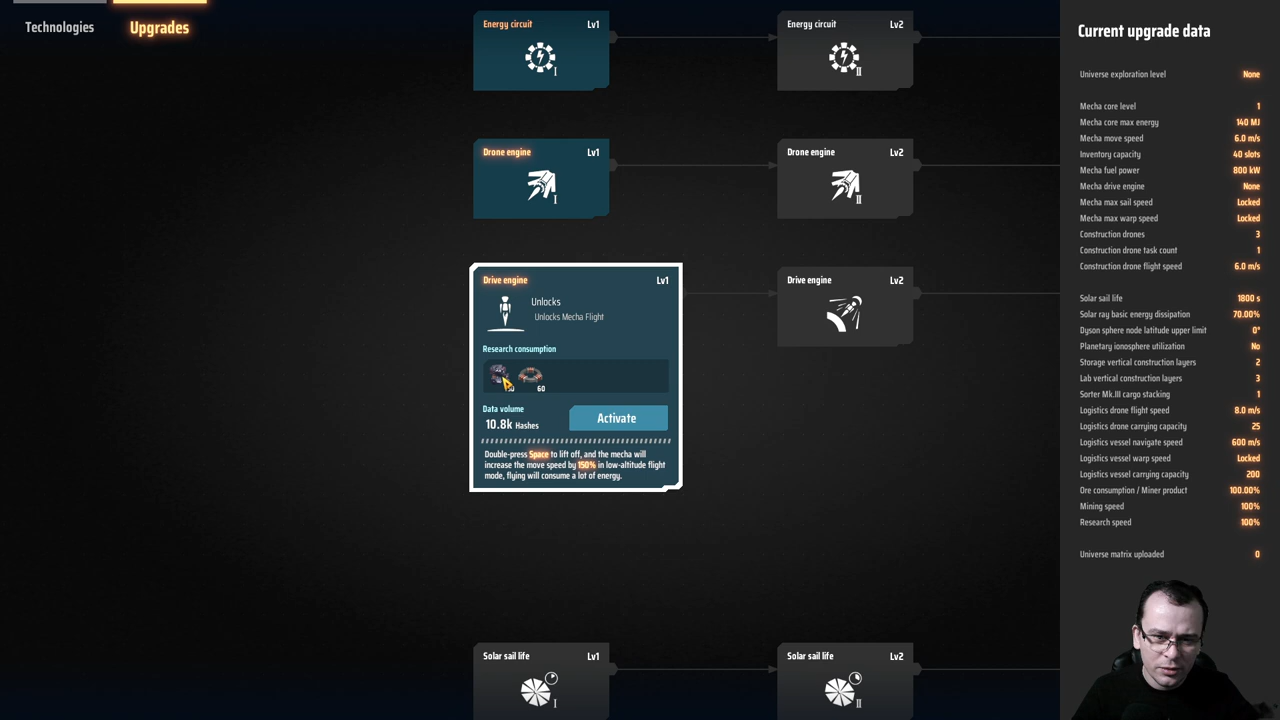 Technologies
Upgrades
Energy circuit Lv1
I
Energy circuit Lv2
II
Drone engine Lv1
I
Drone engine Lv2
II
Drive engine Lv1
Unlocks
Unlocks Mecha Flight
Research consumption
60
Data volume
10.8k Hashes
Activate
Double-press Space to lift off, and the mecha will
increase the move speed by 150% in low-altitude flight
mode, flying will consume a lot of energy.
Drive engine Lv2
Solar sail life Lv1
I
Solar sail life Lv2
II
Current upgrade data
Universe exploration level None
Mecha core level 1
Mecha core max energy 140 MJ
Mecha move speed 6.0 m/s
Inventory capacity 40 slots
Mecha fuel power 800 kW
Mecha drive engine None
Mecha max sail speed Locked
Mecha max warp speed Locked
Construction drones 3
Construction drone task count 1
Construction drone flight speed 6.0 m/s
Solar sail life 1800 s
Solar ray basic energy dissipation 70.00%
Dyson sphere node latitude upper limit 0°
Planetary ionosphere utilization No
Storage vertical construction layers 2
Lab vertical construction layers 3
Sorter Mk.III cargo stacking 1
Logistics drone flight speed 8.0 m/s
Logistics drone carrying capacity 25
Logistics vessel navigate speed 600 m/s
Logistics vessel warp speed Locked
Logistics vessel carrying capacity 200
Ore consumption / Miner product 100.00%
Mining speed 100%
Research speed 100%
Universe matrix uploaded 0